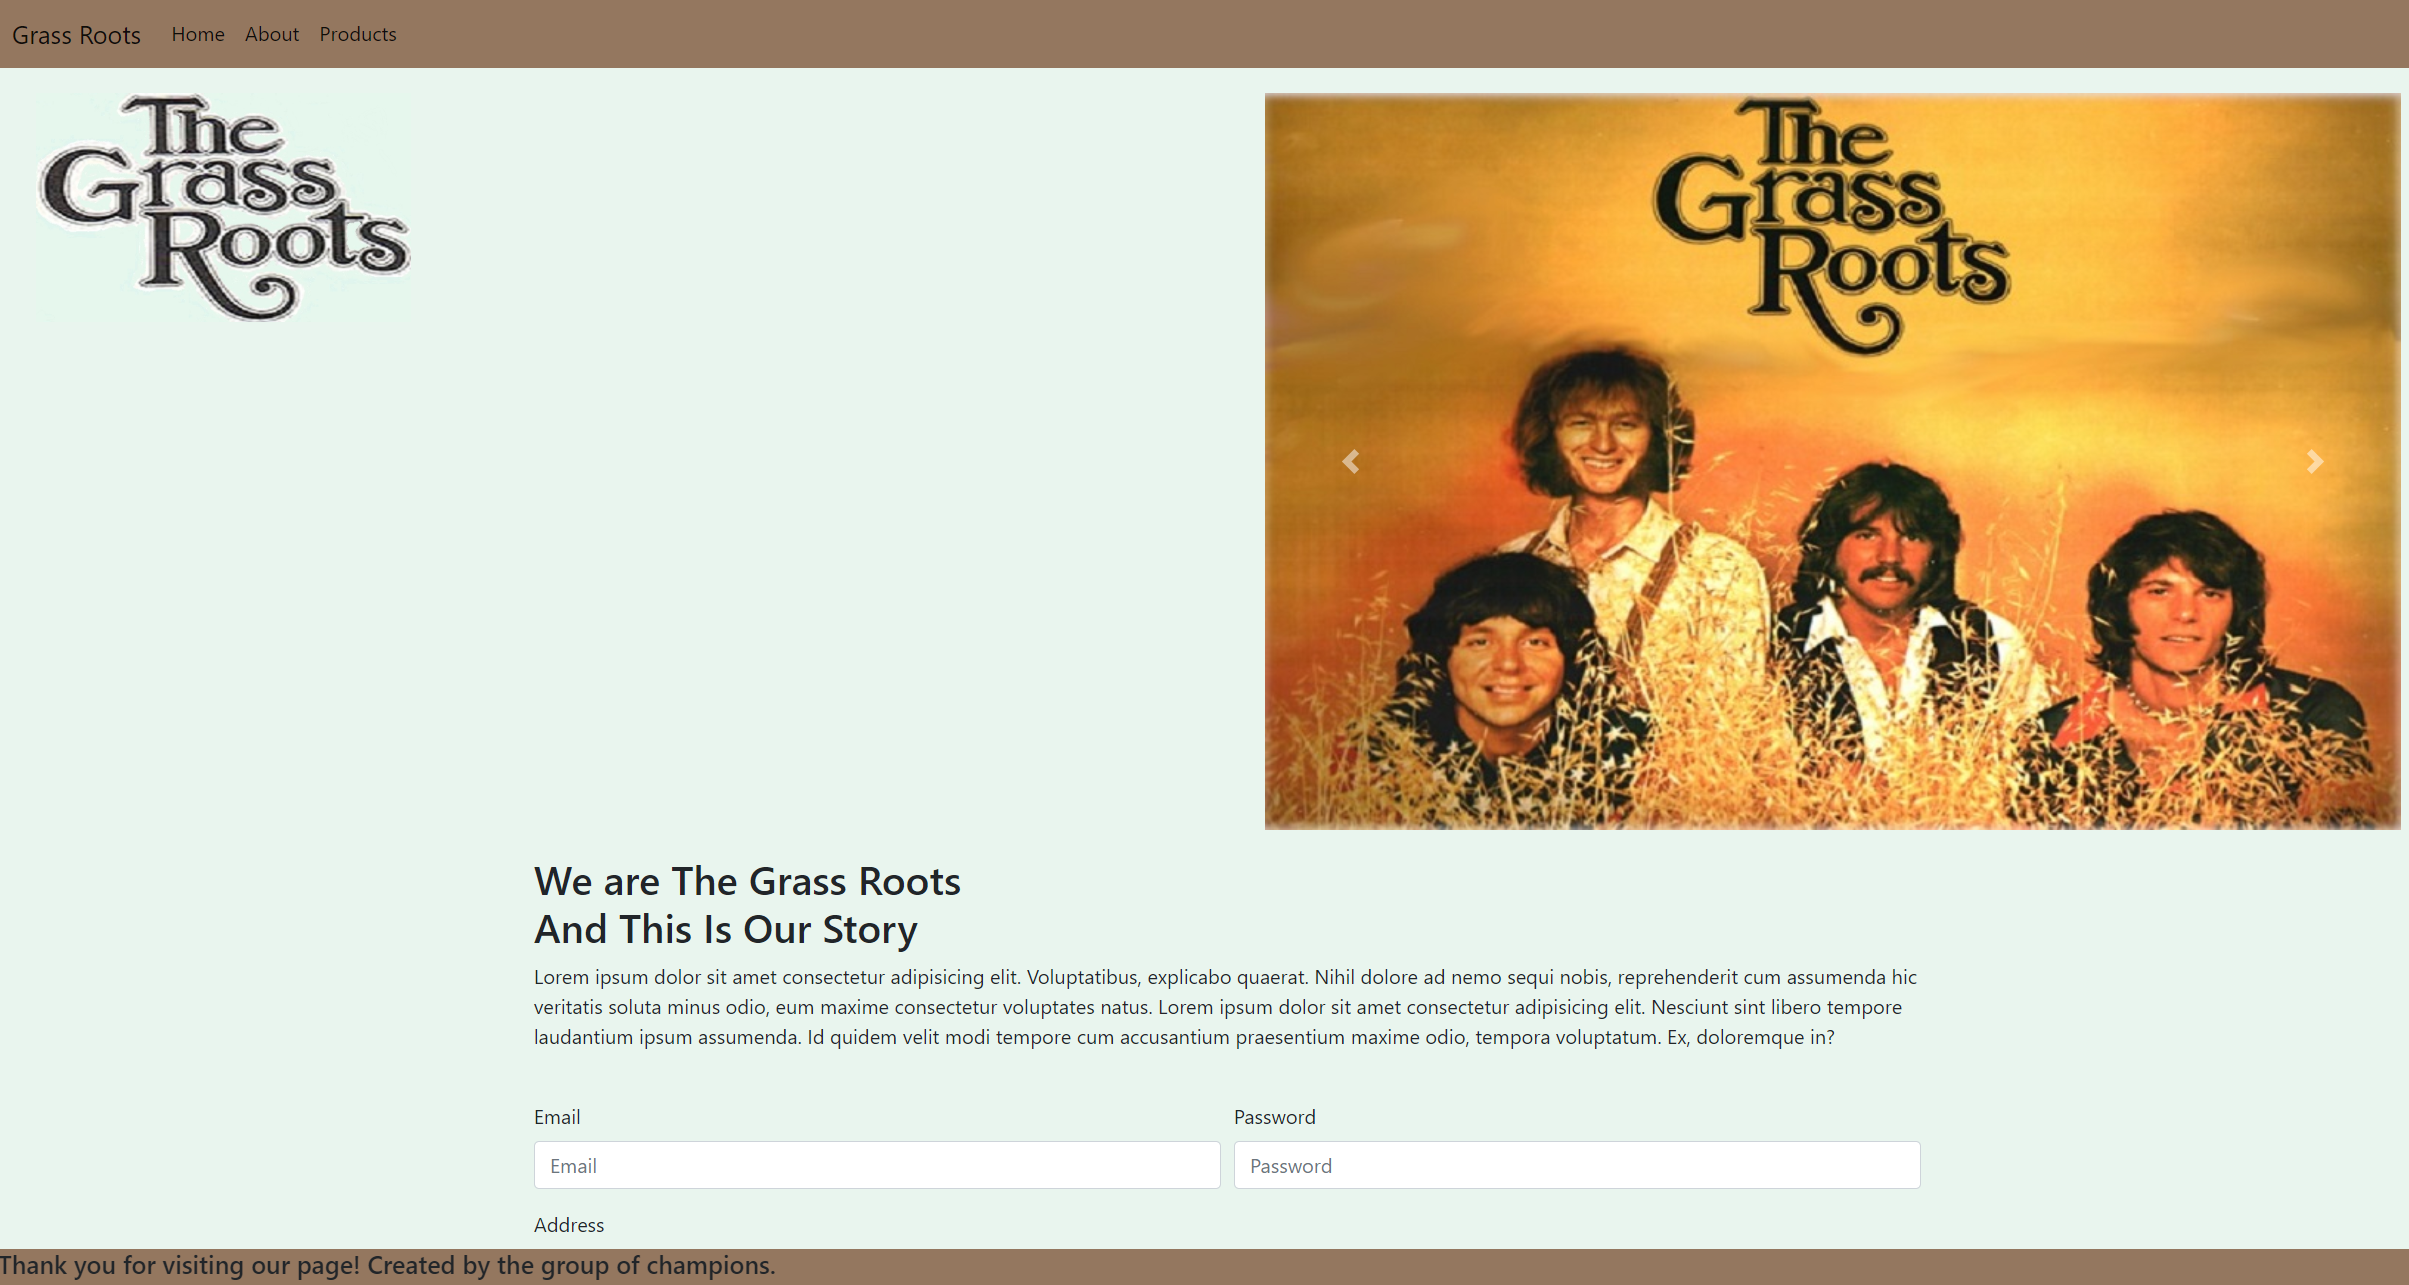 Grass Roots Home About Products
The
Grass
Roots
The
Grass
Roots
We are The Grass Roots
And This Is Our Story
Lorem ipsum dolor sit amet consectetur adipisicing elit. Voluptatibus, explicabo quaerat. Nihil dolore ad nemo sequi nobis, reprehenderit cum assumenda hic
veritatis soluta minus odio, eum maxime consectetur voluptates natus. Lorem ipsum dolor sit amet consectetur adipisicing elit. Nesciunt sint libero tempore
laudantium ipsum assumenda. Id quidem velit modi tempore cum accusantium praesentium maxime odio, tempora voluptatum. Ex, doloremque in?
Email Password
Email Password
Address
Thank you for visiting our page! Created by the group of champions.